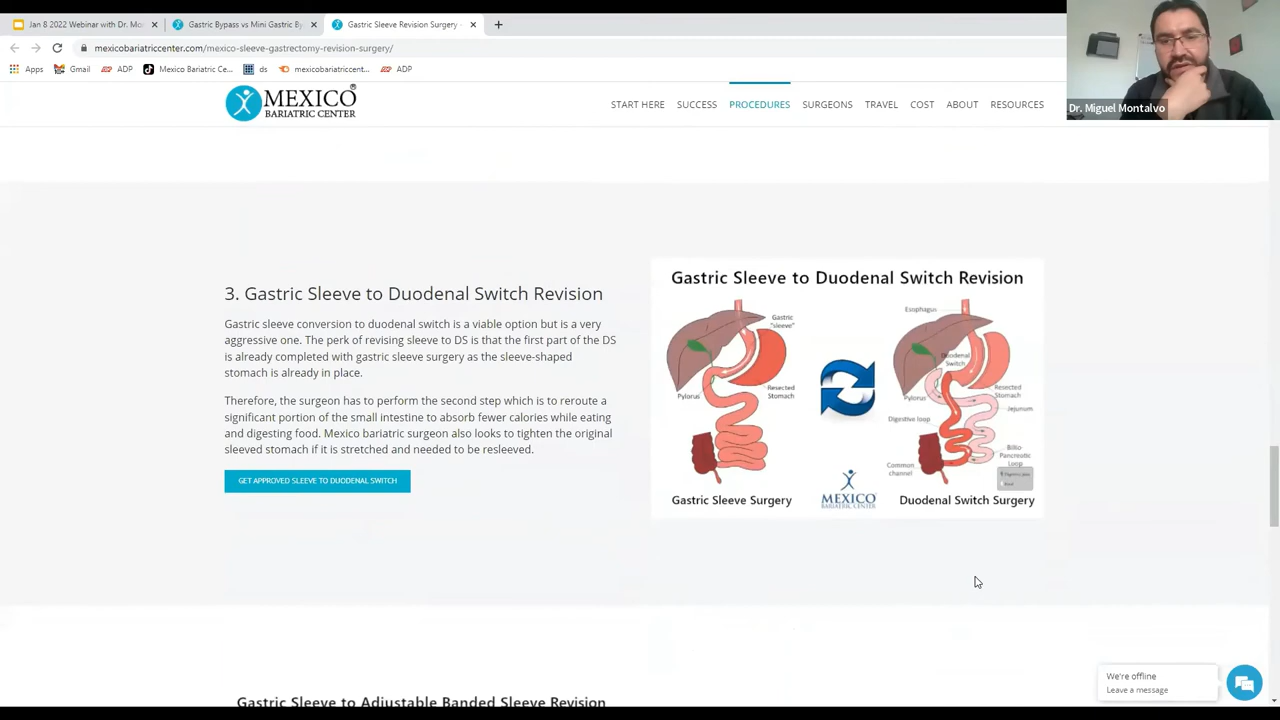 Jan 8.2022 Webinar with Dr. Mo
Gastric Bypass vs Mini Gastric By
Gastric Sleeve Revision Surgery
mexicobariatriccenter.com/mexico-sleeve-gastrectomy-revision-surgery/
Apps
Gmail
ADP
Mexico Bariatric Ce...
ds
mexicobariatriccent...
ADP
MEXICO®
BARIATRIC CENTER
START HERE
SUCCESS
PROCEDURES
SURGEONS
TRAVEL
COST
ABOUT
RESOURCES
Dr. Miguel Montalvo
3. Gastric Sleeve to Duodenal Switch Revision
Gastric sleeve conversion to duodenal switch is a viable option but is a very
aggressive one. The perk of revising sleeve to DS is that the first part of the DS
is already completed with gastric sleeve surgery as the sleeve-shaped
stomach is already in place.
Therefore, the surgeon has to perform the second step which is to reroute a
significant portion of the small intestine to absorb fewer calories while eating
and digesting food. Mexico bariatric surgeon also looks to tighten the original
sleeved stomach if it is stretched and needed to be resleeved.
GET APPROVED SLEEVE TO DUODENAL SWITCH
Gastric Sleeve to Duodenal Switch Revision
Gastric
"sleeve"
Resected
Stomach
Pylorus
Gastric Sleeve Surgery
MEXICO
BARIATRIC CENTER
Esophagus
Duodenal
Switch
Resected
Stomach
Pylorus
Jejunum
Digestive loop
Billio
Pancreatic
Loop
Commun
channel
Duodenal Switch Surgery
We're offline
Leave a message
Gastric Sleeve to Adjustable Banded Sleeve Revision